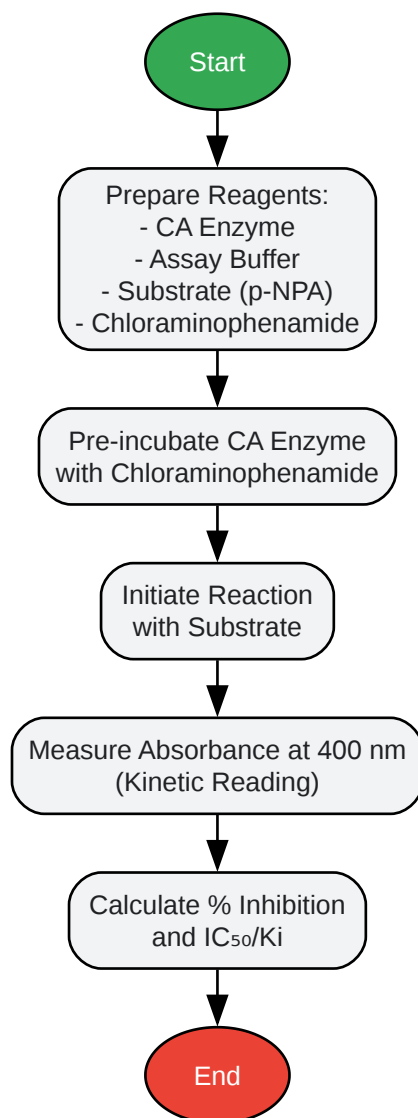 Start
Prepare Reagents:
- CA Enzyme
- Assay Buffer
- Substrate (p-NPA)
- Chloraminophenamide
Pre-incubate CA Enzyme
with Chloraminophenamide
Initiate Reaction
with Substrate
Measure Absorbance at 400 nm
(Kinetic Reading)
Calculate % Inhibition
and IC₅₀/Ki
End